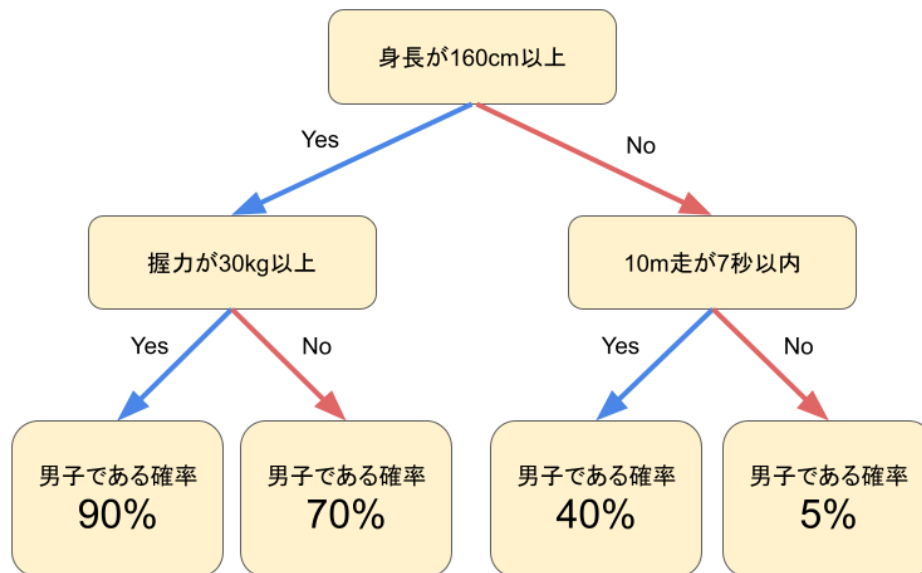 身長が160cm以上
Yes
No
握力が30kg以上
10m走が7秒以内
Yes
No
Yes
No
男子である確率
90%
男子である確率
70%
男子である確率
40%
男子である確率
5%